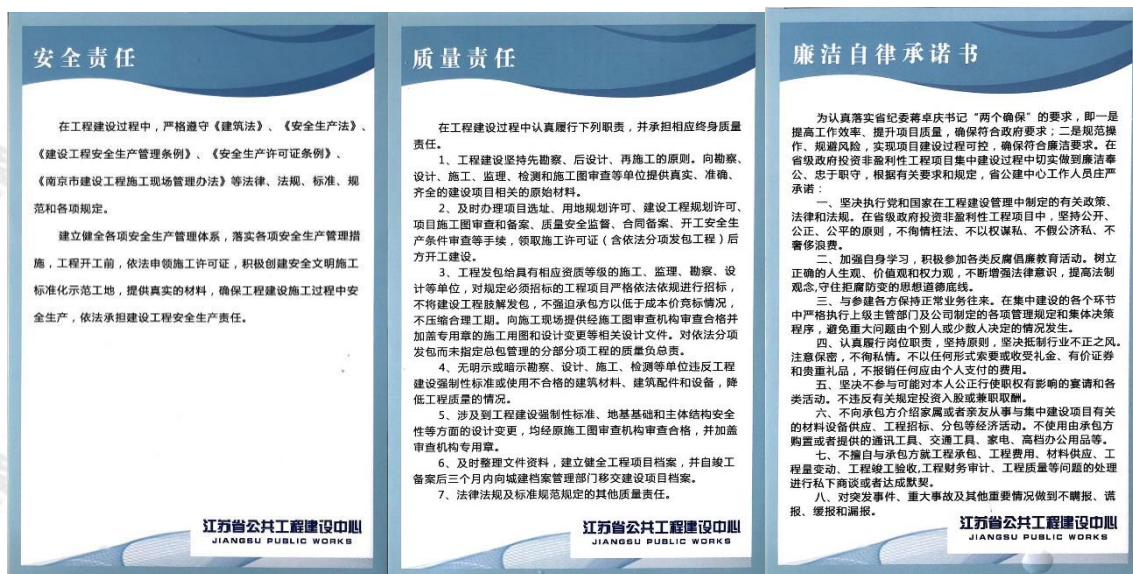 安全责任
在工程建设过程中，严格遵守《建筑法》、《安全生产法》、
《建设工程安全生产管理条例》、《安全生产许可证条例》、
《南京市建设工程施工现场管理办法》等法律、法规、标准、规
范和各项规定。
建立健全各项安全生产管理体系，落实各项安全生产管理措
施，工程开工前，依法申领施工许可证，积极创建安全文明施工
标准化示范工地，提供真实的材料，确保工程建设施工过程中安
全生产，依法承担建设工程安全生产责任。
江苏省公共工程建设中心
JIANGSU PUBLIC WORKS
质量责任
在工程建设过程中认真履行下列职责，并承担相应终身质量
责任。
1、工程建设坚持先勘察、后设计、再施工的原则。向勘察、
设计、施工、监理、检测和施工图审查等单位提供真实、准确、
齐全的建设项目相关的原始材料。
2、及时办理项目选址、用地规划许可、建设工程规划许可、
项目施工图审查和备案、质量安全监督、合同备案、开工安全生
产条件审查等手续，领取施工许可证（含依法分项发包工程）后
方开工建设。
3、工程发包给具有相应资质等级的施工、监理、勘察、设
计等单位，对规定必须招标的工程项目严格依法依规进行招标，
不将建设工程肢解发包，不强迫承包方以低于成本价竞标情况，
不压缩合理工期。向施工现场提供经施工图审查机构审查合格并
加盖专用章的施工用图和设计变更等相关设计文件。对依法分项
发包而未指定总包管理的分部分项工程的质量负总责。
4、无明示或暗示勘察、设计、施工、检测等单位违反工程
建设强制性标准或使用不合格的建筑材料、建筑配件和设备，降
低工程质量的情况。
5、涉及到工程建设强制性标准、地基基础和主体结构安全
性等方面的设计变更，均经原施工图审查机构审查合格，并加盖
审查机构专用章。
6、及时整理文件资料，建立健全工程项目档案，并自竣工
备案后三个月内向城建档案管理部门移交建设项目档案。
7、法律法规及标准规范规定的其他质量责任。
江苏省公共工程建设中心
JIANGSU PUBLIC WORKS
廉洁自律承诺书
为认真落实省纪委蒋卓庆书记“两个确保”的要求，即一是
提高工作效率、提升项目质量，确保符合政府要求；二是规范操
作、规避风险，实现项目建设过程可控，确保符合廉洁要求。在
省级政府投资非盈利性工程项目集中建设过程中切实做到廉洁奉
公、忠于职守，根据有关要求和规定，省公建中心工作人员庄严
承诺：
一、坚决执行党和国家在工程建设管理中制定的有关政策、
法律和法规。在省级政府投资非盈利性工程项目中，坚持公开、
公正、公平的原则，不徇情枉法、不以权谋私、不假公济私、不
奢侈浪费。
二、加强自身学习，积极参加各类反腐倡廉教育活动。树立
正确的人生观、价值观和权力观，不断增强法律意识，提高法制
观念,守住拒腐防变的思想道德底线。
三、与参建各方保持正常业务往来。在集中建设的各个环节
中严格执行上级主管部门及公司制定的各项管理规定和集体决策
程序，避免重大问题由个别人或少数人决定的情况发生。
四、认真履行岗位职责，坚持原则，坚决抵制行业不正之风。
注意保密，不徇私情。不以任何形式索要或收受礼金、有价证券
和贵重礼品，不报销任何应由个人支付的费用。
五、坚决不参与可能对本人公正行使职权有影响的宴请和各
类活动。不违反有关规定投资入股或兼职取酬。
六、不向承包方介绍家属或者亲友从事与集中建设项目有关
的材料设备供应、工程招标、分包等经济活动。不使用由承包方
购置或者提供的通讯工具、交通工具、家电、高档办公用品等。
七、不擅自与承包方就工程承包、工程费用、材料供应、工
程量变动、工程竣工验收,工程财务审计、工程质量等问题的处理
进行私下商谈或者达成默契。
八、对突发事件、重大事故及其他重要情况做到不瞒报、谎
报、缓报和漏报。
江苏省公共工程建设中心
JIANGSU PUBLIC WORKS